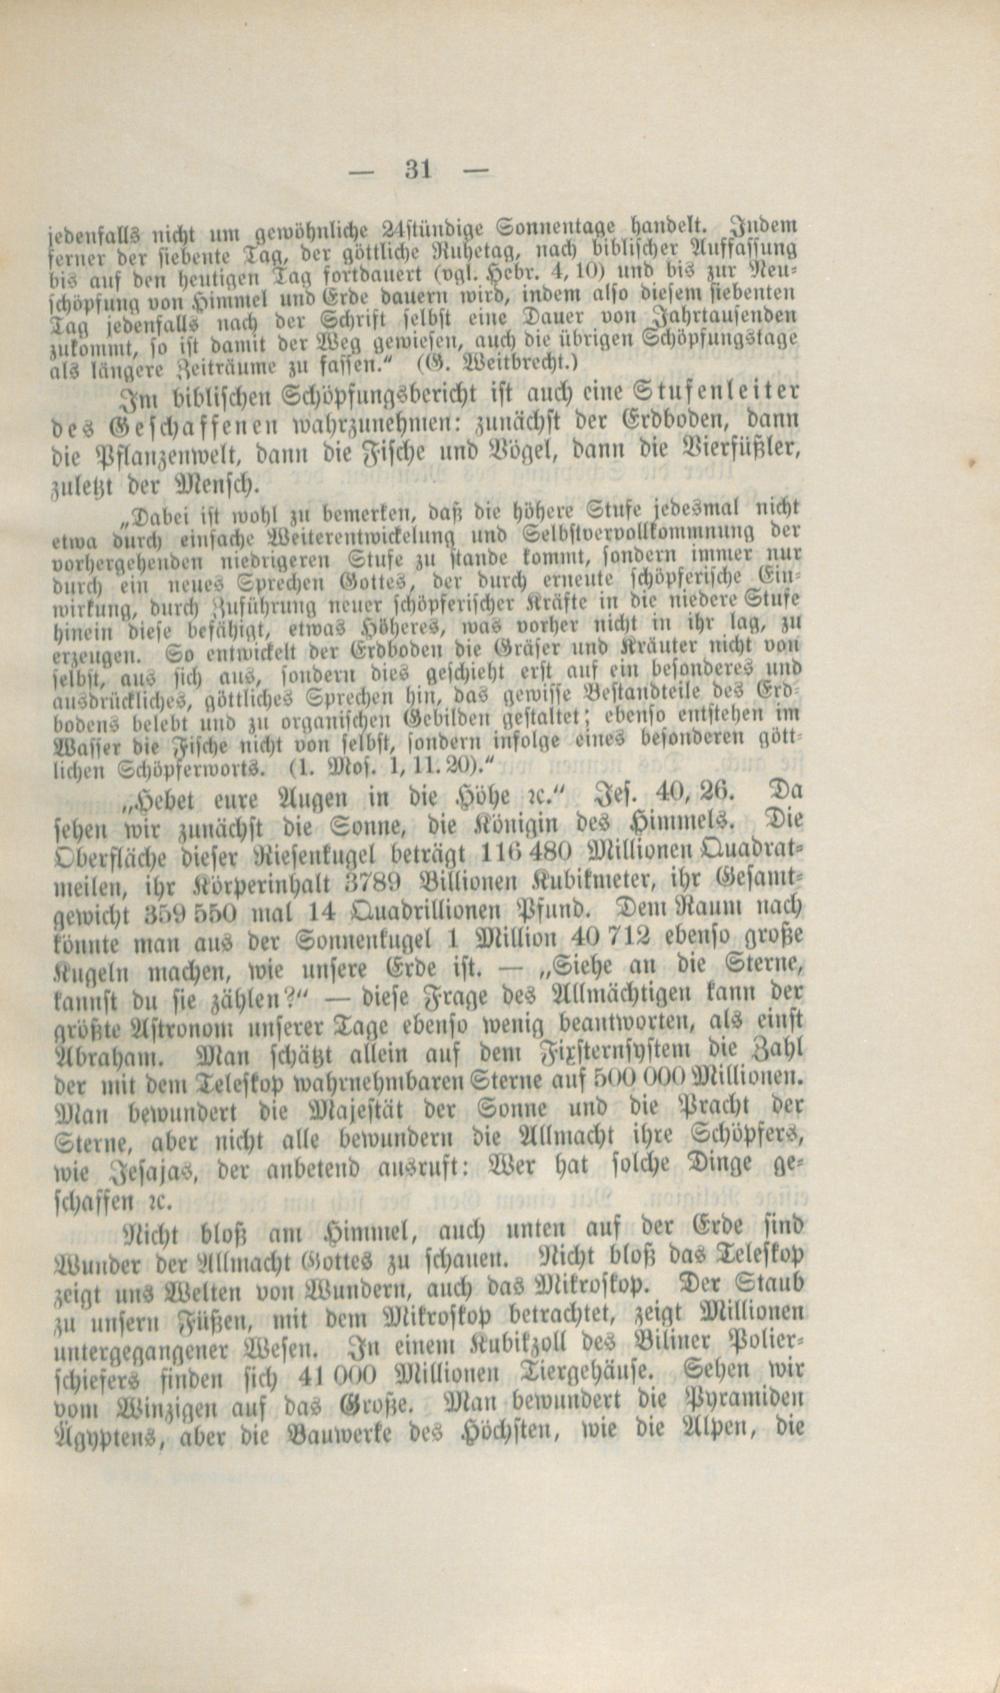 — 31 —
jedenfalls nicht um gewöhnliche 24stündige Sonnentage handelt. Indem
ferner der siebente Tag, der göttliche Ruhetag, nach biblischer Auffassung
bis auf den heutigen Tag fortdauert (vgl. Hebr. 4, 10) und bis zur Neu-
schöpfung von Himmel und Erde dauern wird, indem also diesem siebenten
Tag jedenfalls nach der Schrift selbst eine Dauer von Jahrtausenden
zukommt, so ist damit der Weg gewiesen, auch die übrigen Schöpfungstage
als längere Zeiträume zu fassen.“ (G. Weitbrecht.)
Im biblischen Schöpfungsbericht ist auch eine Stufenleiter
des Geschaffenen wahrzunehmen: zunächst der Erdboden, dann
die Pflanzenwelt, dann die Fische und Vögel, dann die Vierfüßler,
zuletzt der Mensch.
„Dabei ist wohl zu bemerken, daß die höhere Stufe jedesmal nicht
etwa durch einfache Weiterentwickelung und Selbstvervollkommnung der
vorhergehenden niedrigeren Stufe zu stande kommt, sondern immer nur
durch ein neues Sprechen Gottes, der durch erneute schöpferische Ein-
wirkung, durch Zuführung neuer schöpferischer Kräfte in die niedere Stufe
hinein diese befähigt, etwas Höheres, was vorher nicht in ihr lag, zu
erzeugen. So entwickelt der Erdboden die Gräser und Kräuter nicht von
selbst, aus sich aus, sondern dies geschieht erst auf ein besonderes und
ausdrückliches, göttliches Sprechen hin, das gewisse Bestandteile des Erd-
bodens belebt und zu organischen Gebilden gestaltet; ebenso entstehen im
Wasser die Fische nicht von selbst, sondern infolge eines besonderen gött-
lichen Schöpferworts. (1. Mos. 1, 11. 20).“
„Hebet eure Augen in die Höhe ꝛc.“ Jes. 40, 26. Da
sehen wir zunächst die Sonne, die Königin des Himmels. Die
Oberfläche dieser Riesenkugel beträgt 116 480 Millionen Quadrat-
meilen, ihr Körperinhalt 3789 Billionen Kubikmeter, ihr Gesamt-
gewicht 359 550 mal 14 Quadrillionen Pfund. Dem Raum nach
könnte man aus der Sonnenkugel 1 Million 40 712 ebenso große
Kugeln machen, wie unsere Erde ist. — „Siehe an die Sterne,
kannst du sie zählen?“ — diese Frage des Allmächtigen kann der
größte Astronom unserer Tage ebenso wenig beantworten, als einst
Abraham. Man schätzt allein auf dem Fixsternsystem die Zahl
der mit dem Teleskop wahrnehmbaren Sterne auf 500 000 Millionen.
Man bewundert die Majestät der Sonne und die Pracht der
Sterne, aber nicht alle bewundern die Allmacht ihre Schöpfers,
wie Jesajas, der anbetend ausruft: Wer hat solche Dinge ge-
schaffen ꝛc.
Nicht bloß am Himmel, auch unten auf der Erde sind
Wunder der Allmacht Gottes zu schauen. Nicht bloß das Teleskop
zeigt uns Welten von Wundern, auch das Mikroskop. Der Staub
zu unsern Füßen, mit dem Mikroskop betrachtet, zeigt Millionen
untergegangener Wesen. In einem Kubikzoll des Biliner Polier-
schiefers finden sich 41 000 Millionen Tiergehäuse. Sehen wir
vom Winzigen auf das Große. Man bewundert die Pyramiden
Ägyptens, aber die Bauwerke des Höchsten, wie die Alpen, die